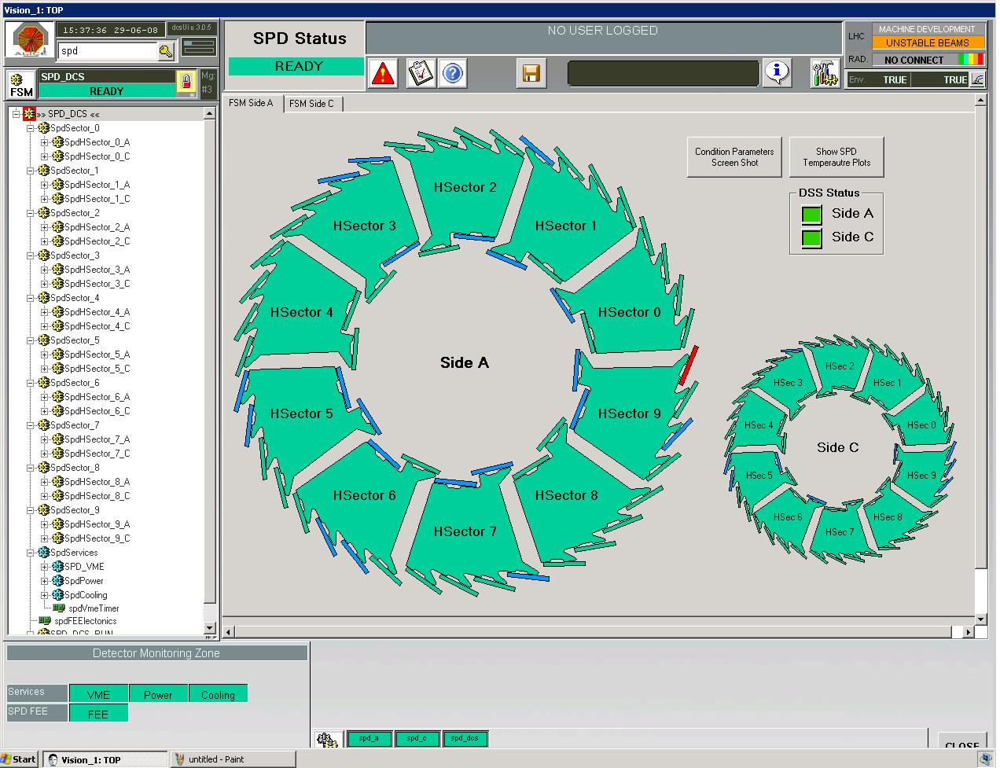 Vision_1: TOP
15:37:36 29-06-08
dcsUi v 3.0.5
ALICE
spd
FSM
SPD_DCS
READY
Mg:
#3
SPD Status
READY
NO USER LOGGED
LHC
MACHINE DEVELOPMENT
UNSTABLE BEAMS
RAD.
NO CONNECT
Env.
TRUE
TRUE
>> SPD_DCS <<
SpdSector_0
SpdHSector_0_A
SpdHSector_0_C
SpdSector_1
SpdHSector_1_A
SpdHSector_1_C
SpdSector_2
SpdHSector_2_A
SpdHSector_2_C
SpdSector_3
SpdHSector_3_A
SpdHSector_3_C
SpdSector_4
SpdHSector_4_A
SpdHSector_4_C
SpdSector_5
SpdHSector_5_A
SpdHSector_5_C
SpdSector_6
SpdHSector_6_A
SpdHSector_6_C
SpdSector_7
SpdHSector_7_A
SpdHSector_7_C
SpdSector_8
SpdHSector_8_A
SpdHSector_8_C
SpdSector_9
SpdHSector_9_A
SpdHSector_9_C
SpdServices
SPD_VME
SpdPower
SpdCooling
spdVmeTimer
spdFEElectonics
SPD_DCS_RUN
FSM Side A
FSM Side C
HSector 2
HSector 3
HSector 1
HSector 4
HSector 0
Side A
HSector 5
HSector 9
HSector 6
HSector 8
HSector 7
Condition Parameters
Screen Shot
Show SPD
Temperautre Plots
DSS Status
Side A
Side C
HSec 2
HSec 3
HSec 1
HSec 4
HSec 0
Side C
HSec 5
HSec 9
HSec 6
HSec 8
HSec 7
Detector Monitoring Zone
Services
VME
Power
Cooling
SPD FEE
FEE
spd_a
spd_c
spd_dcs
CLOSE
Start
Vision_1: TOP
untitled - Paint